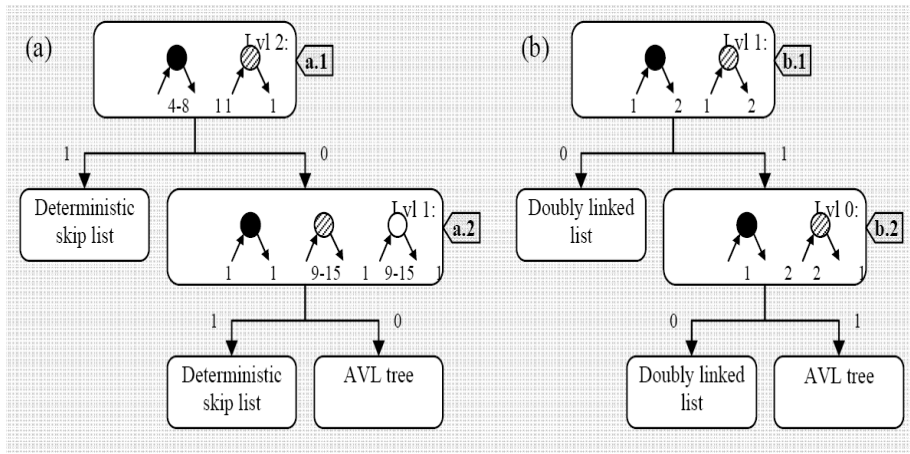 (a)
Lvl 2:
a.1
4-8 11 1
1 0
Deterministic
skip list
Lvl 1:
a.2
1 1 9-15 1 9-15 1
1 0
Deterministic
skip list
AVL tree
(b)
Lvl 1:
b.1
1 2 1 2
0 1
Doubly linked
list
Lvl 0:
b.2
1 2 2 1
0 1
Doubly linked
list
AVL tree